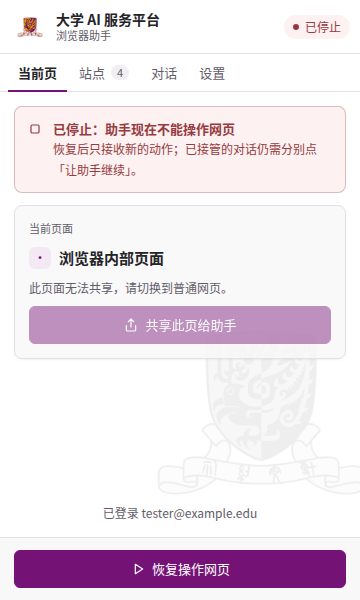 大学 AI 服务平台
浏览器助手
已停止
当前页
站点 4
对话
设置
已停止：助手现在不能操作网页
恢复后只接收新的动作；已接管的对话仍需分别点
「让助手继续」。
当前页面
浏览器内部页面
此页面无法共享，请切换到普通网页。
共享此页给助手
已登录 tester@example.edu
恢复操作网页